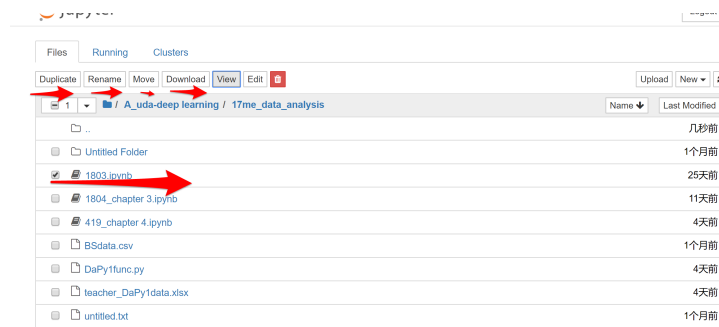 jupyter
Logout
Files Running Clusters
Duplicate Rename Move Download View Edit Upload New
1 / A_uda-deep learning / 17me_data_analysis Name Last Modified
.. 几秒前
Untitled Folder 1个月前
1803.ipynb 25天前
1804_chapter 3.ipynb 11天前
419_chapter 4.ipynb 4天前
BSdata.csv 1个月前
DaPy1func.py 4天前
teacher_DaPy1data.xlsx 4天前
untitled.txt 1个月前